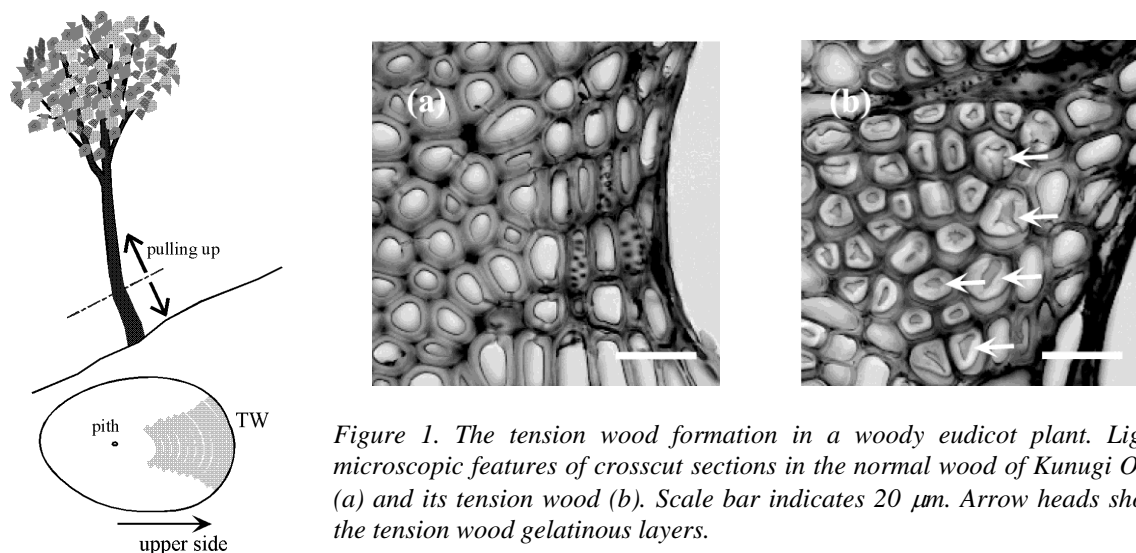 pulling up
pith
TW
upper side
(a)
(b)
Figure 1. The tension wood formation in a woody eudicot plant.
microscopic features of crosscut sections in the normal wood of Kunugi
(a) and its tension wood (b). Scale bar indicates 20 μm. Arrow heads
the tension wood gelatinous layers.